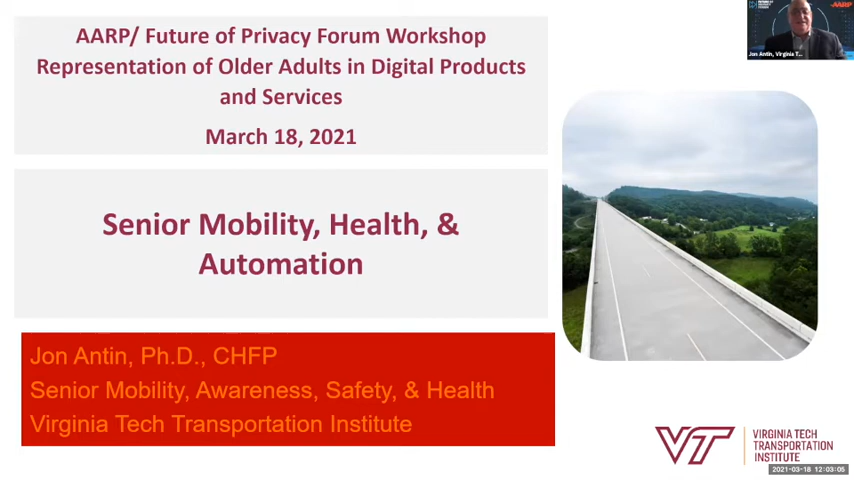 AARP/ Future of Privacy Forum Workshop
Representation of Older Adults in Digital Products
and Services
March 18, 2021
Senior Mobility, Health, &
Automation
Jon Antin, Ph.D., CHFP
Senior Mobility, Awareness, Safety, & Health
Virginia Tech Transportation Institute
AARP
Jon Antin, Virginia T...
VT
VIRGINIA TECH
TRANSPORTATION
INSTITUTE
2021-03-18 12:03:05